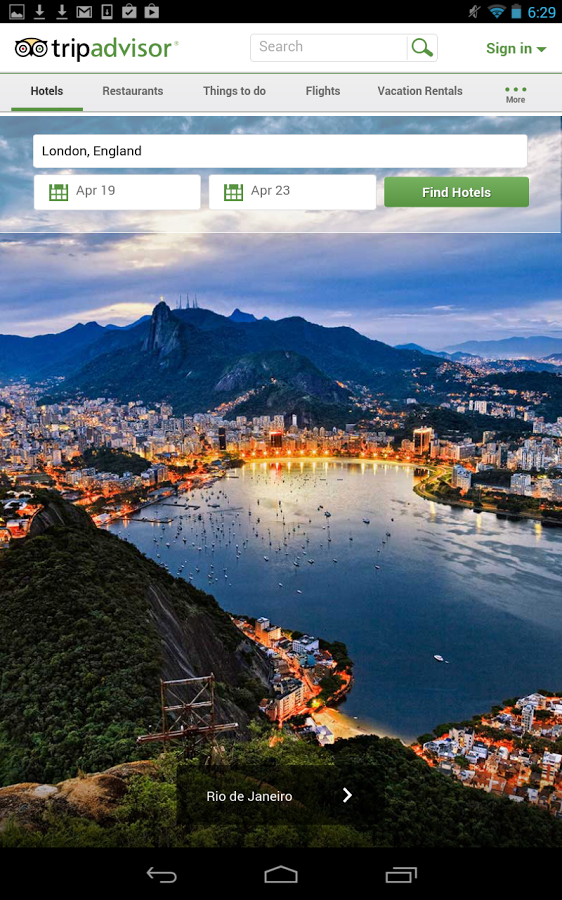 6:29
tripadvisor®
Search
Sign in
Hotels
Restaurants
Things to do
Flights
Vacation Rentals
More
London, England
Apr 19
Apr 23
Find Hotels
Rio de Janeiro